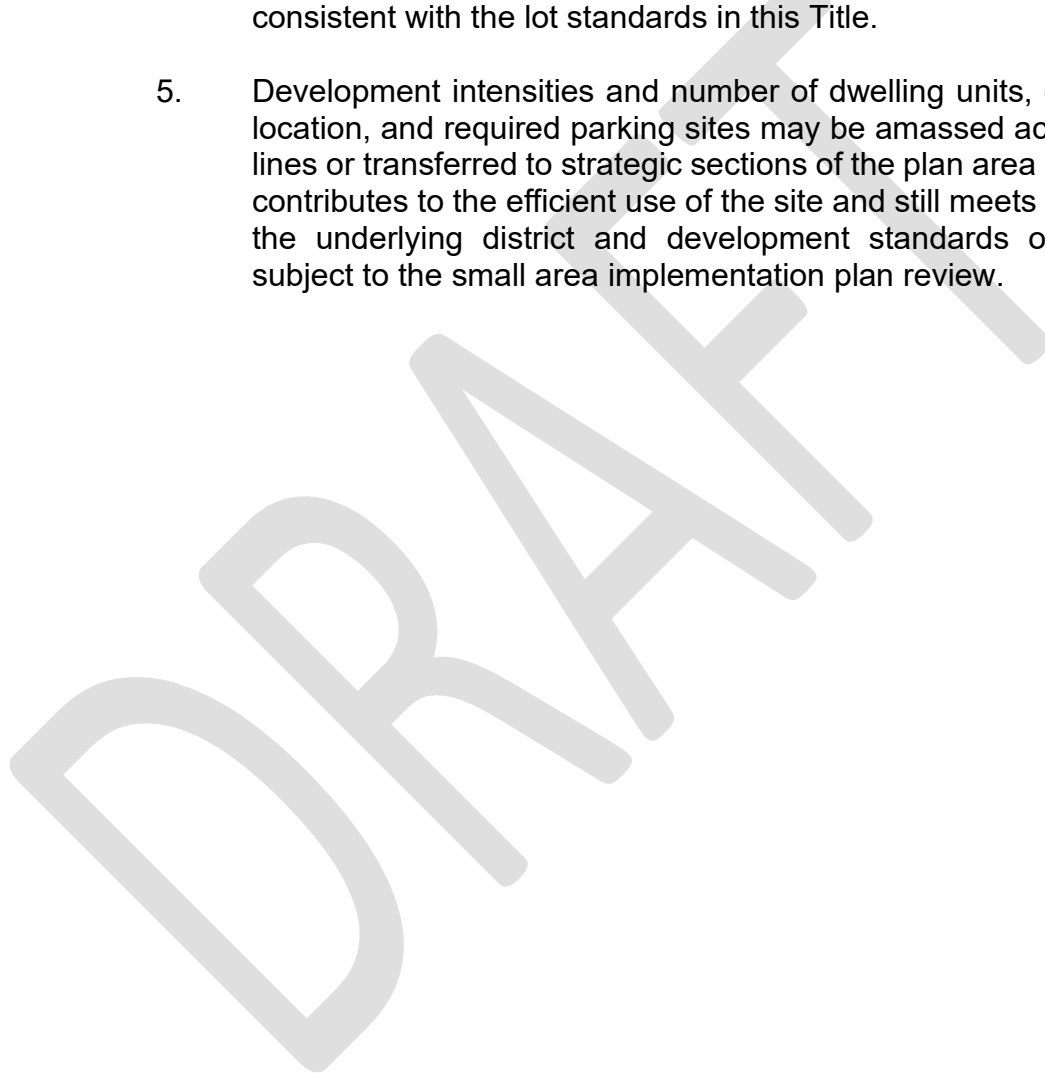 consistent with the lot standards in this Title.
5. Development intensities and number of dwelling units,
location, and required parking sites may be amassed
lines or transferred to strategic sections of the plan area
contributes to the efficient use of the site and still meets
the underlying district and development standards
subject to the small area implementation plan review.
DRAFT